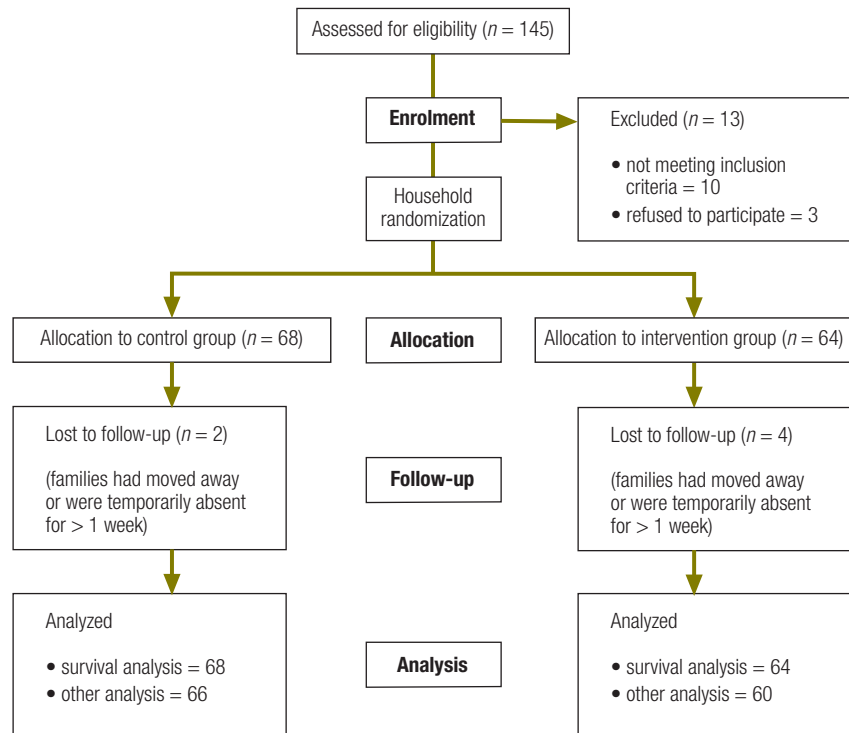 Assessed for eligibility (n = 145)
Enrolment
Excluded (n = 13)
• not meeting inclusion
criteria = 10
• refused to participate = 3
Household
randomization
Allocation to control group (n = 68)
Allocation
Allocation to intervention group (n = 64)
Lost to follow-up (n = 2)
(families had moved away
or were temporarily absent
for > 1 week)
Follow-up
Lost to follow-up (n = 4)
(families had moved away
or were temporarily absent
for > 1 week)
Analyzed
• survival analysis = 68
• other analysis = 66
Analysis
Analyzed
• survival analysis = 64
• other analysis = 60